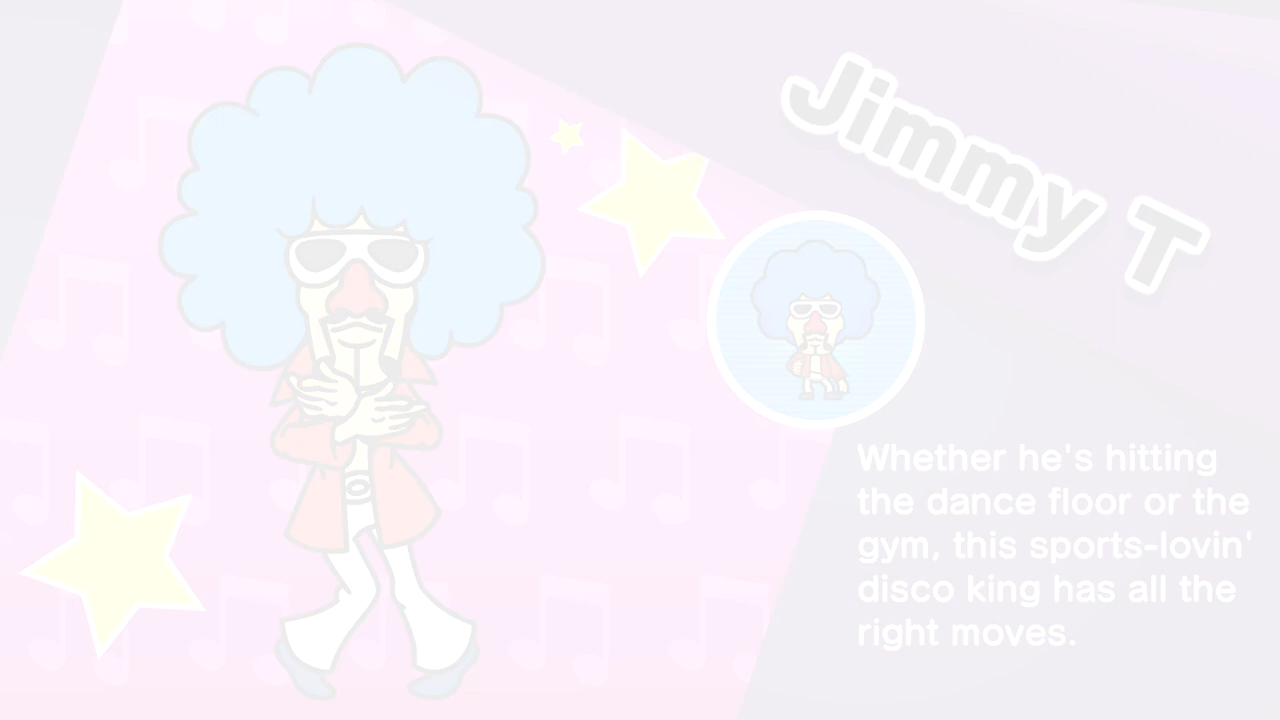 Jimmy T
Whether he's hitting
the dance floor or the
gym, this sports-lovin'
disco king has all the
right moves.